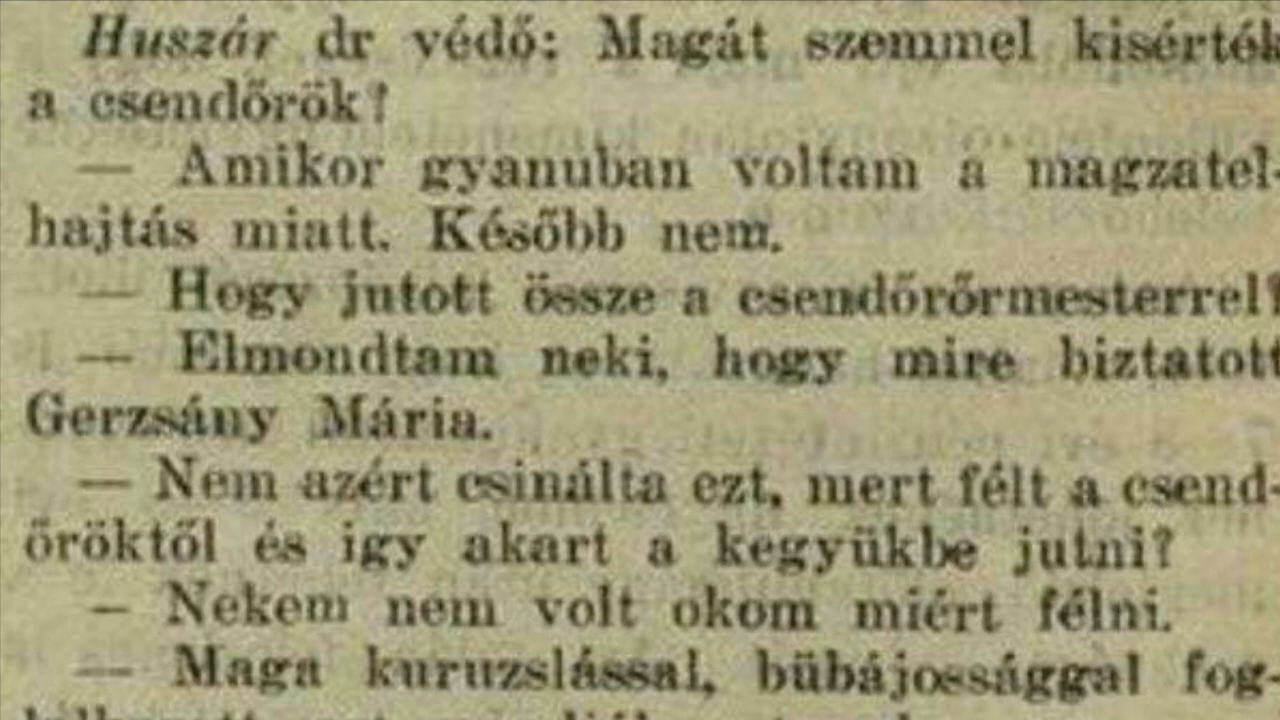 Huszár dr védő: Magát szemmel kisérték
a csendőrök?
— Amikor gyanuban voltam a magzatel-
hajtás miatt. Később nem.
— Hogy jutott össze a csendőrőrmesterrel?
— Elmondtam neki, hogy mire biztatott
Gerzsány Mária.
— Nem azért csinálta ezt, mert félt a csend-
őröktől és igy akart a kegyükbe jutni?
— Nekem nem volt okom miért félni.
— Maga kuruzslással, bübájossággal fog-